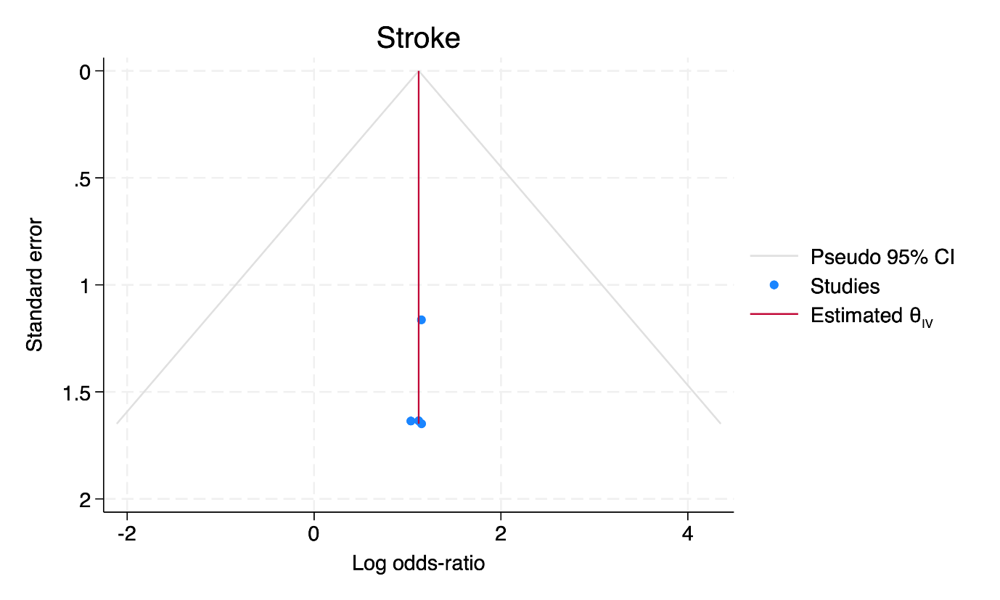 Stroke
0
.5
1
1.5
2
Standard error
-2
0
2
4
Log odds-ratio
Pseudo 95% CI
Studies
Estimated θIV